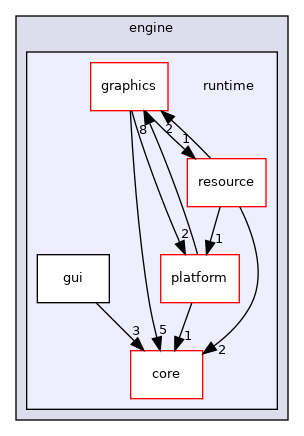 engine
graphics
runtime
8
2
1
resource
2
1
gui
platform
3
5
1
2
core